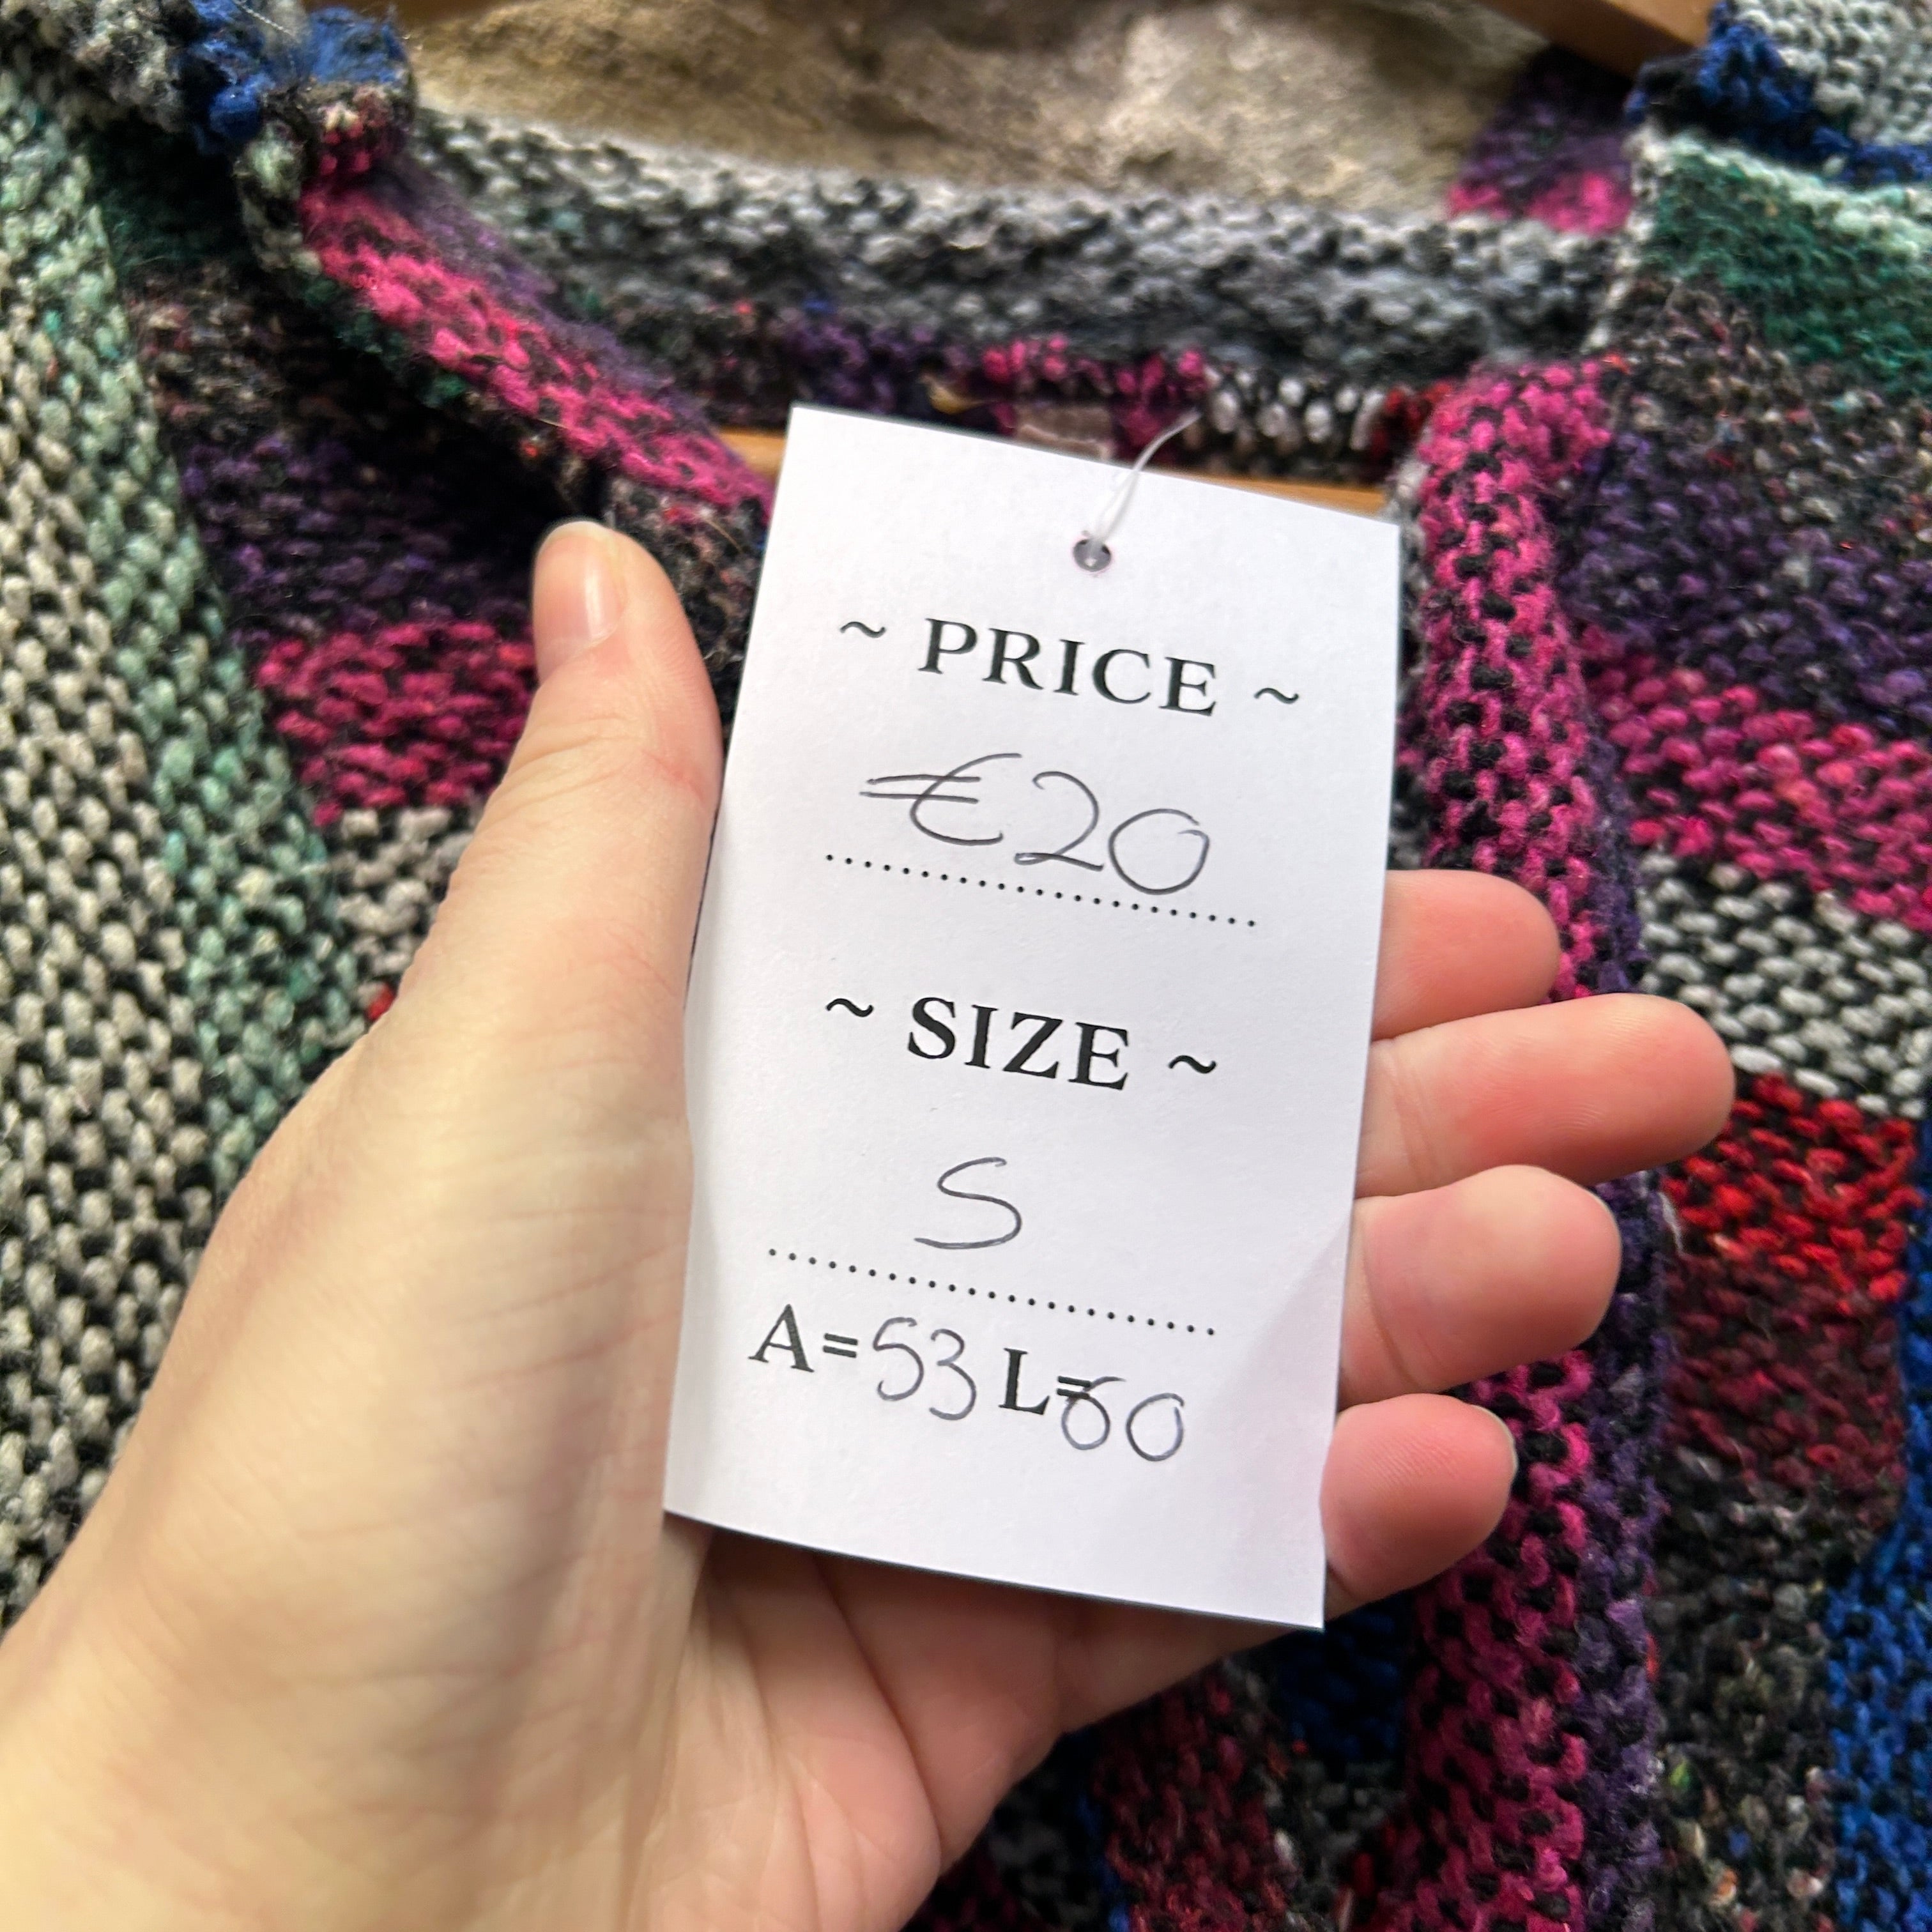 ~ PRICE ~
€20
~ SIZE ~
S
A=53 L=60